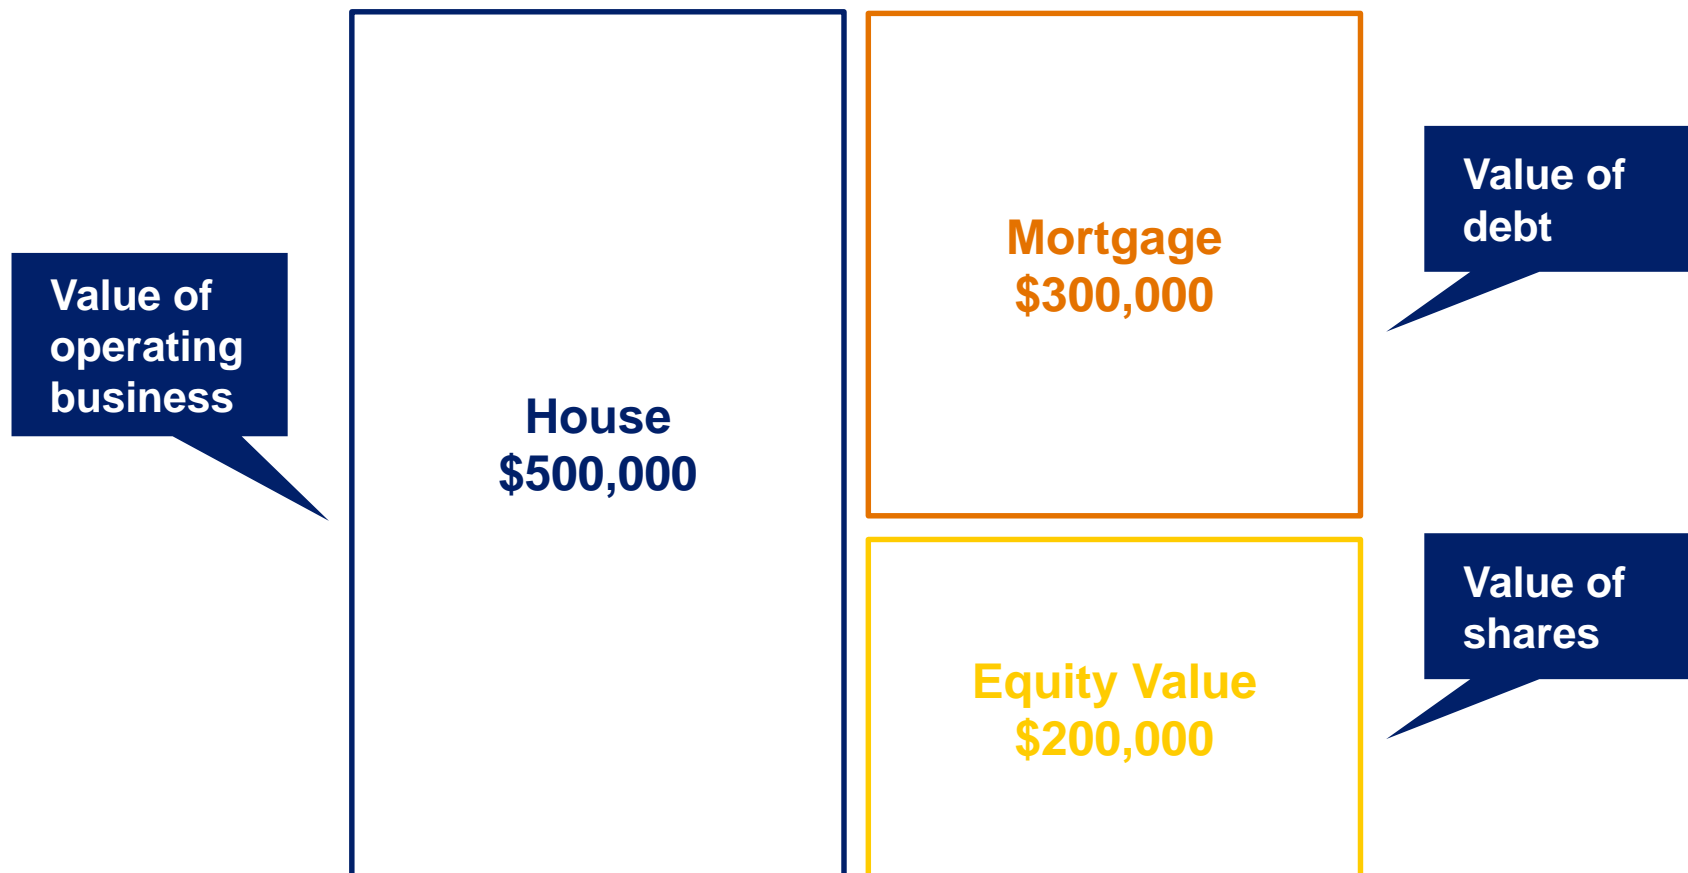 Value of
operating
business
House
$500,000
Mortgage
$300,000
Value of
debt
Equity Value
$200,000
Value of
shares